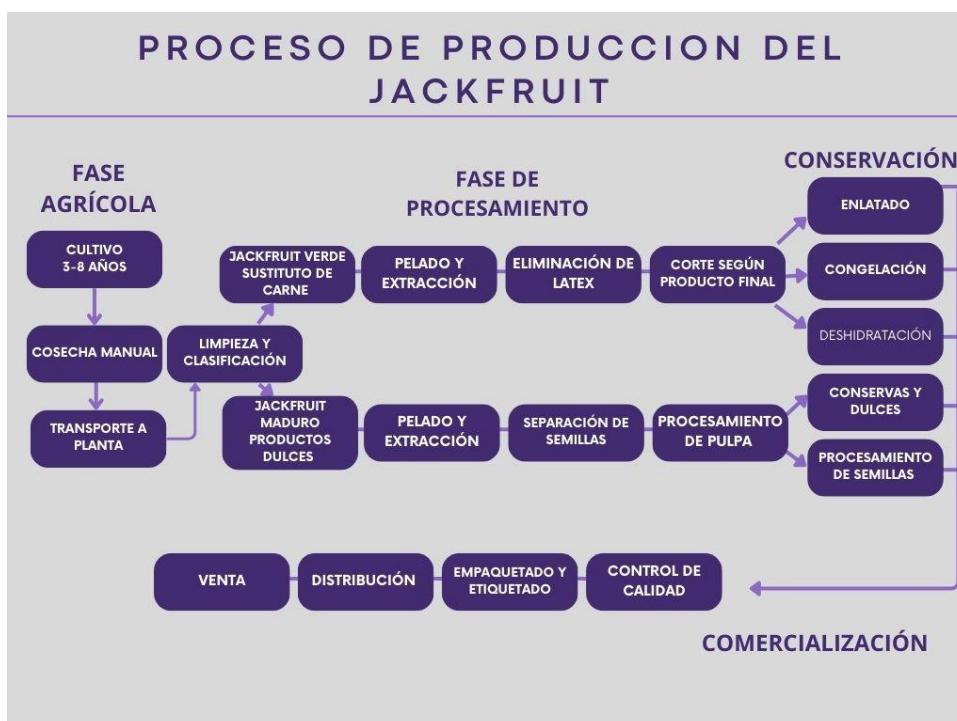 PROCESO DE PRODUCCION DEL
JACKFRUIT
FASE
AGRÍCOLA
CULTIVO
3-8 AÑOS
COSECHA MANUAL
TRANSPORTE A
PLANTA
LIMPIEZA Y
CLASIFICACIÓN
FASE DE
PROCESAMIENTO
JACKFRUIT VERDE
SUSTITUTO DE
CARNE
PELADO Y
EXTRACCIÓN
ELIMINACIÓN DE
LATEX
CORTE SEGÚN
PRODUCTO FINAL
JACKFRUIT
MADURO
PRODUCTOS
DULCES
PELADO Y
EXTRACCIÓN
SEPARACIÓN DE
SEMILLAS
PROCESAMIENTO
DE PULPA
CONSERVACIÓN
ENLATADO
CONGELACIÓN
DESHIDRATACIÓN
CONSERVAS Y
DULCES
PROCESAMIENTO
DE SEMILLAS
VENTA
DISTRIBUCIÓN
EMPAQUETADO Y
ETIQUETADO
CONTROL DE
CALIDAD
COMERCIALIZACIÓN